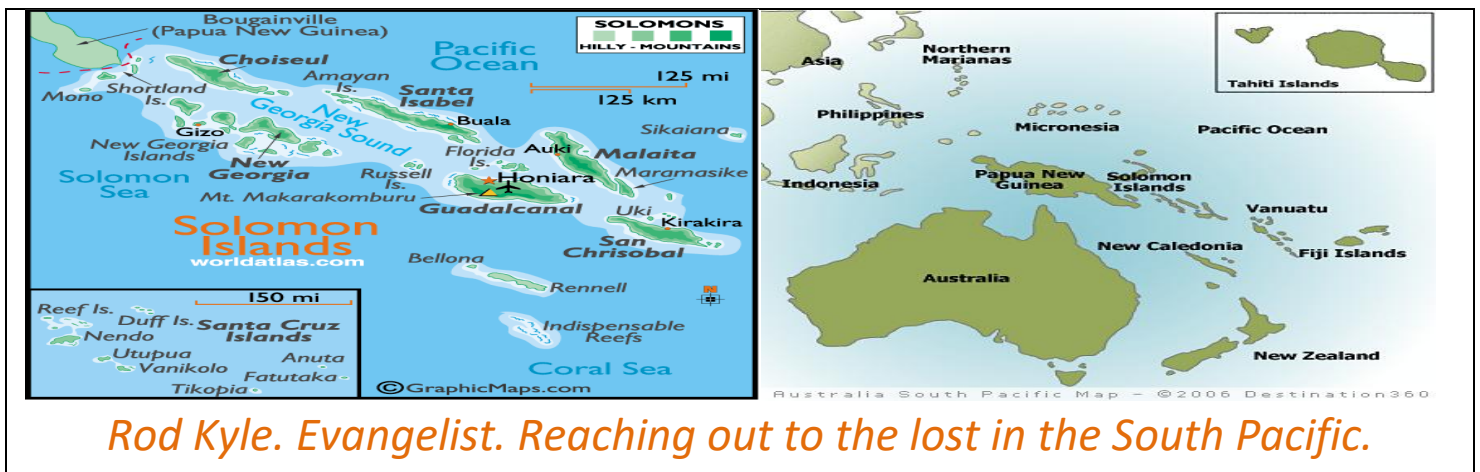 Bougainville
(Papua New Guinea)
SOLOMONS
HILLY - MOUNTAINS
Choiseul
Pacific
Ocean
Amayan
Is.
125 mi
125 km
Mono
Shortland
Is.
Santa
Isabel
New
Georgia Sound
Buala
Sikaiana
Gizo
New Georgia
Islands
New
Georgia
Florida
Is.
Auki
Malaita
Maramasike
Solomon
Sea
Russell
Is.
Honiara
Mt. Makarakomburu
Guadalcanal
Uki
Kirakira
San
Chrisobal
Solomon
Islands
worldatlas.com
Bellona
Rennell
N
Indispensable
Reefs
Coral Sea
©GraphicMaps.com
150 mi
Reef Is.
Duff Is.
Santa Cruz
Islands
Nendo
Utupua
Vanikolo
Anuta
Fatutaka
Tikopia
Asia
Northern
Marianas
Tahiti Islands
Philippines
Micronesia
Pacific Ocean
Indonesia
Papua New
Guinea
Solomon
Islands
Vanuatu
New Caledonia
Fiji Islands
Australia
New Zealand
Australia South Pacific Map - ©2006 Destination360
Rod Kyle. Evangelist. Reaching out to the lost in the South Pacific.